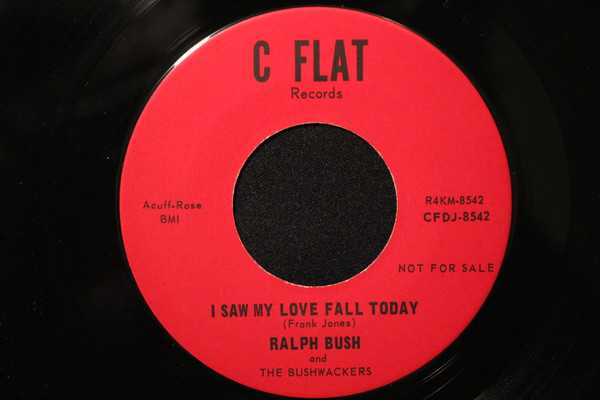 C FLAT
Records
Acuff-Rose
BMI
R4KM-8542
CFDJ-8542
NOT FOR SALE
I SAW MY LOVE FALL TODAY
(Frank Jones)
RALPH BUSH
and
THE BUSHWACKERS